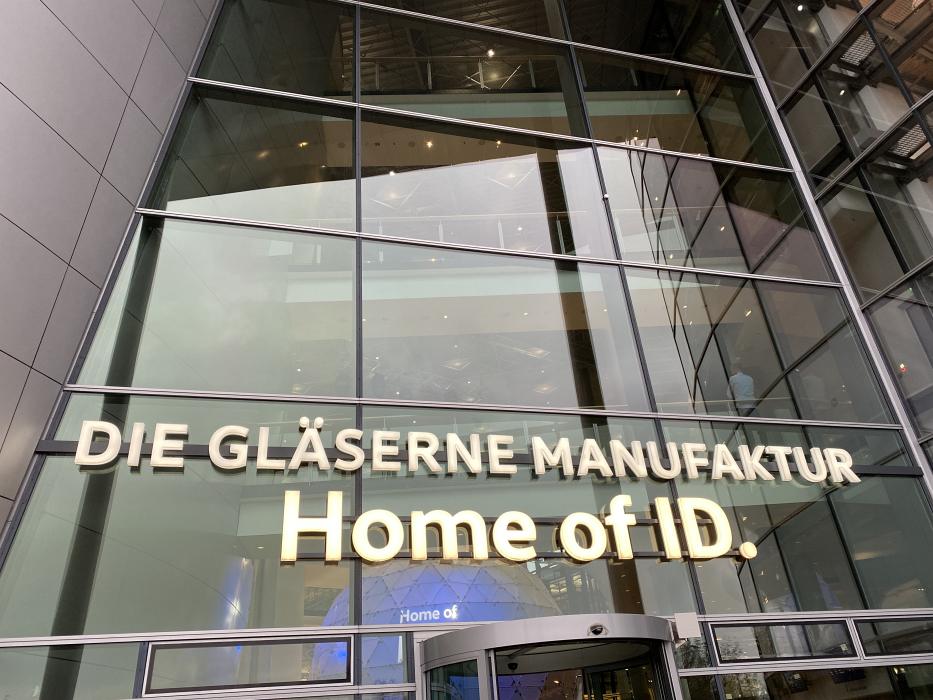 DIE GLÄSERNE MANUFAKTUR
Home of ID.
Home of